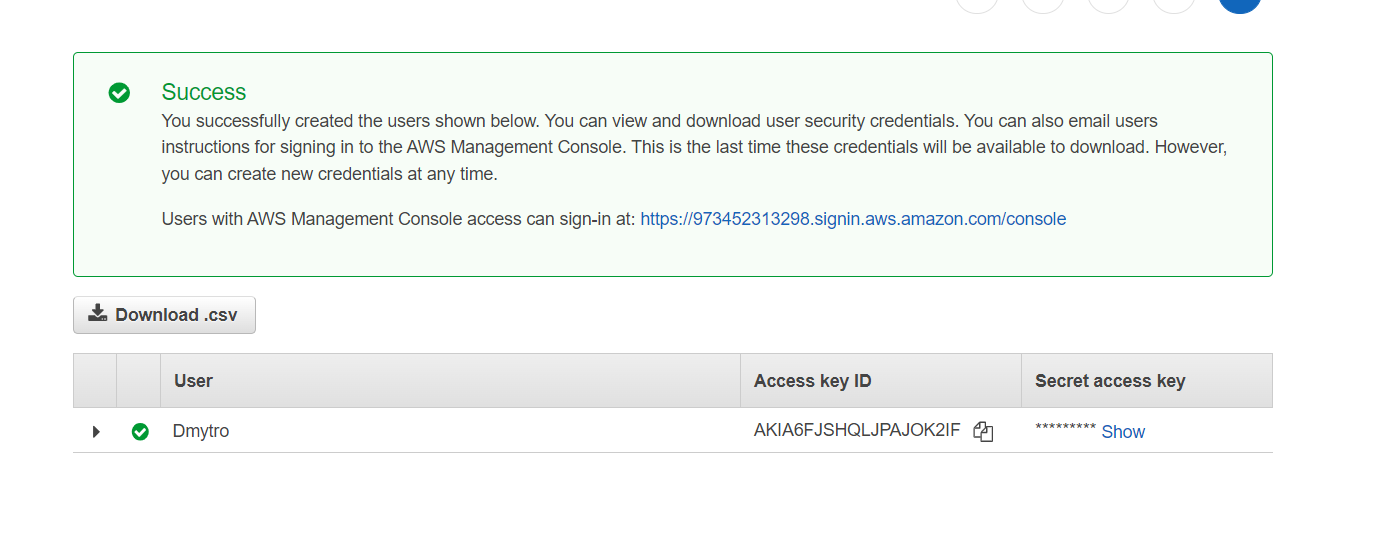 Success
You successfully created the users shown below. You can view and download user security credentials. You can also email users
instructions for signing in to the AWS Management Console. This is the last time these credentials will be available to download. However,
you can create new credentials at any time.
Users with AWS Management Console access can sign-in at: https://973452313298.signin.aws.amazon.com/console
Download .csv
User Access key ID Secret access key
Dmytro AKIA6FJSHQLJPAJOK2IF ********* Show